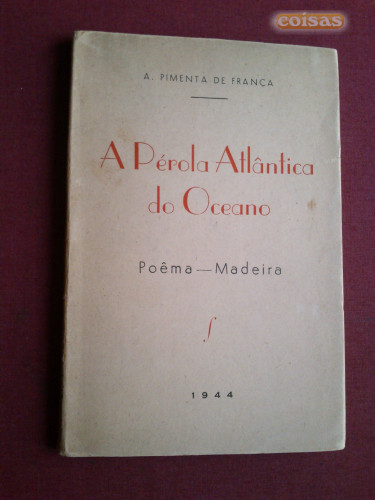 coisas
A. PIMENTA DE FRANÇA
A Pérola Atlântica
do Oceano
Poêma—Madeira
1944